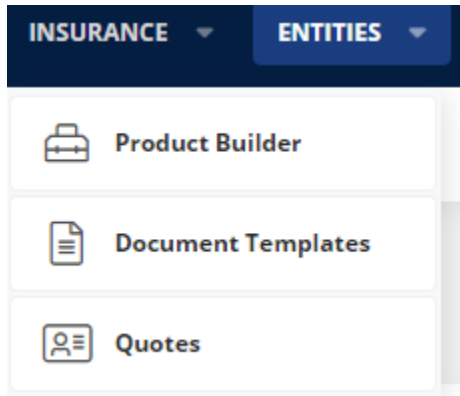 INSURANCE ENTITIES
Product Builder
Document Templates
Quotes